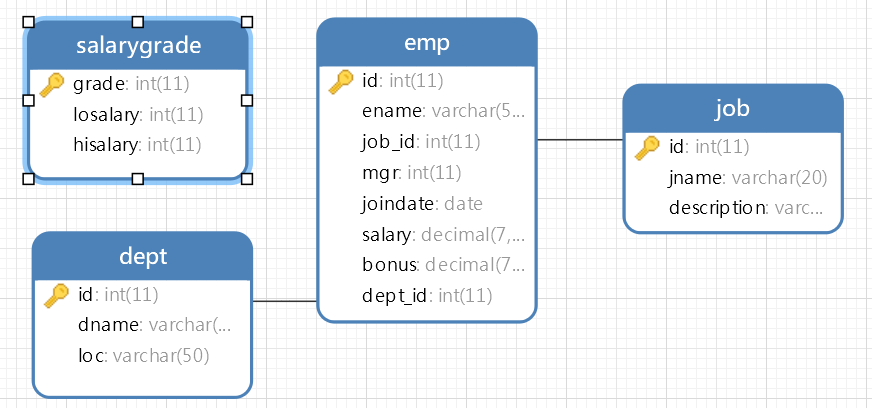 salarygrade
grade: int(11)
losalary: int(11)
hisalary: int(11)
emp
id: int(11)
ename: varchar(5...
job_id: int(11)
mgr: int(11)
joindate: date
salary: decimal(7,...
bonus: decimal(7...
dept_id: int(11)
job
id: int(11)
jname: varchar(20)
description: varc...
dept
id: int(11)
dname: varchar(...
loc: varchar(50)